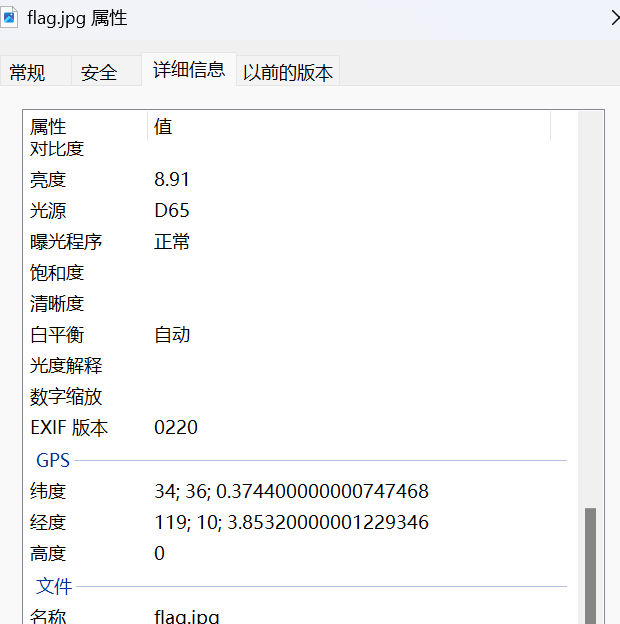 flag.jpg 属性
常规 安全 详细信息 以前的版本
属性 值
对比度
亮度 8.91
光源 D65
曝光程序 正常
饱和度
清晰度
白平衡 自动
光度解释
数字缩放
EXIF 版本 0220
GPS
纬度 34; 36; 0.374400000000747468
经度 119; 10; 3.85320000001229346
高度 0
文件
名称 flag.jpg